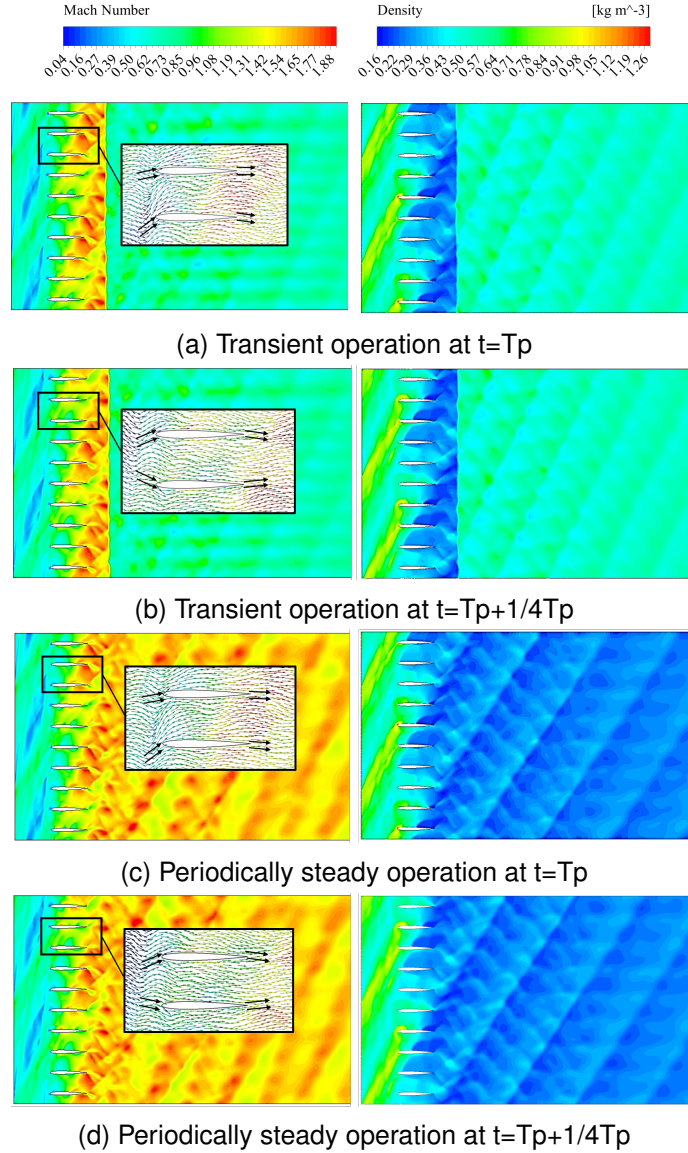 Mach Number
Density [kg m^-3]
0.04 0.16 0.27 0.39 0.50 0.62 0.73 0.85 0.96 1.08 1.19 1.31 1.42 1.54 1.65 1.77 1.88
0.16 0.22 0.29 0.36 0.43 0.50 0.57 0.64 0.71 0.78 0.84 0.91 0.98 1.05 1.12 1.19 1.26
(a) Transient operation at t=Tp
(b) Transient operation at t=Tp+1/4Tp
(c) Periodically steady operation at t=Tp
(d) Periodically steady operation at t=Tp+1/4Tp